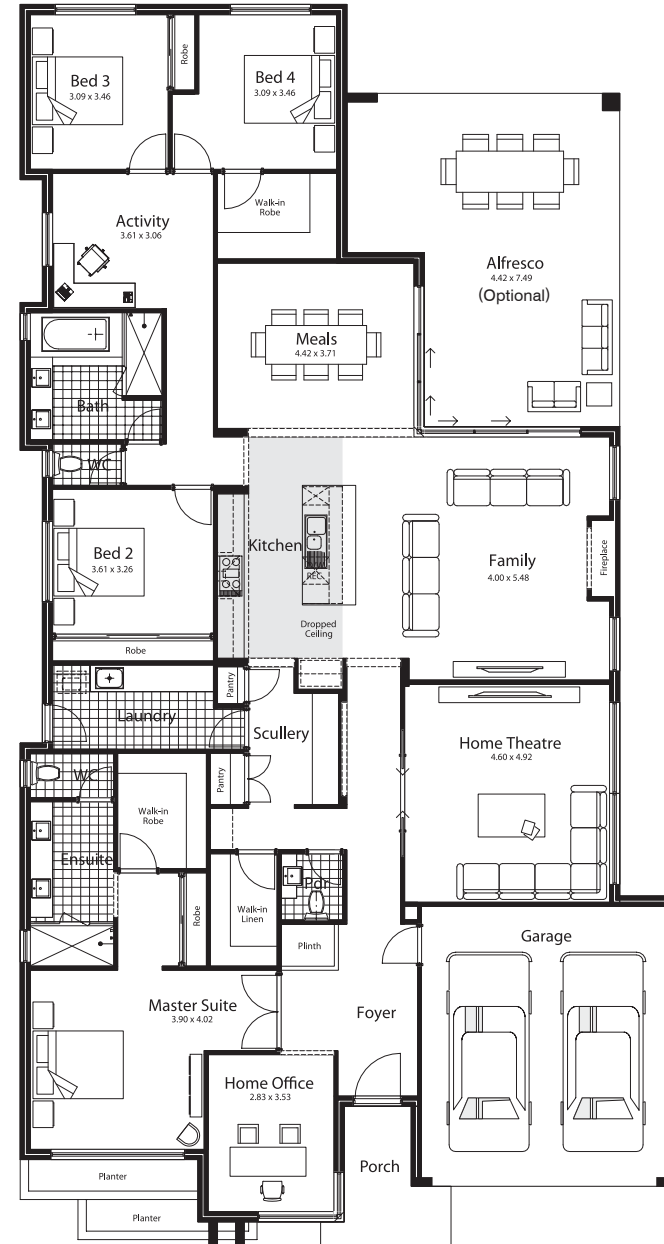 Bed 3
3.09 x 3.46
Robe
Bed 4
3.09 x 3.46
Walk-in
Robe
Activity
3.61 x 3.06
Alfresco
4.42 x 7.49
(Optional)
Meals
4.42 x 3.71
Bath
WC
Kitchen
Bed 2
3.61 x 3.26
Family
4.00 x 5.48
Fireplace
REC.
Dropped
Ceiling
Robe
Pantry
Laundry
Scullery
Home Theatre
4.60 x 4.92
WC
Pantry
Walk-in
Robe
Ensuite
Pdr
Robe
Walk-in
Linen
Plinth
Garage
Master Suite
3.90 x 4.02
Foyer
Home Office
2.83 x 3.53
Porch
Planter
Planter